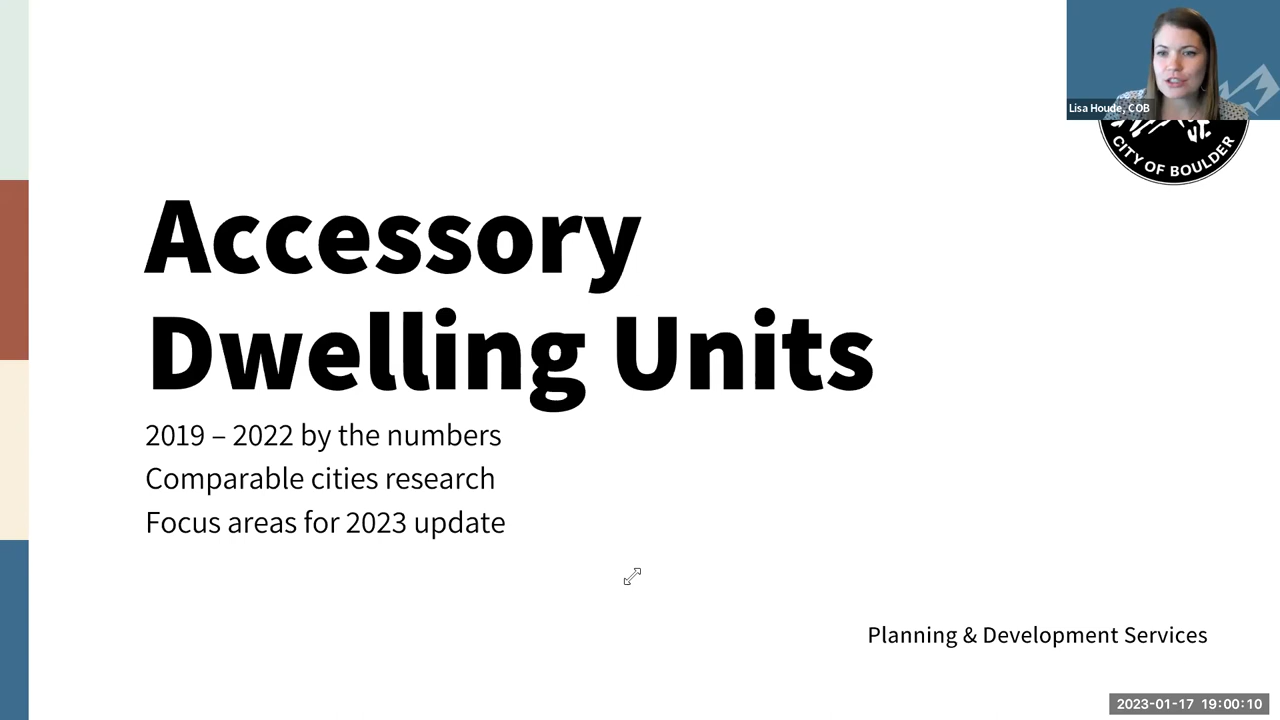 Lisa Houde, COB
CITY OF BOULDER
Accessory
Dwelling Units
2019 – 2022 by the numbers
Comparable cities research
Focus areas for 2023 update
Planning & Development Services
2023-01-17 19:00:10